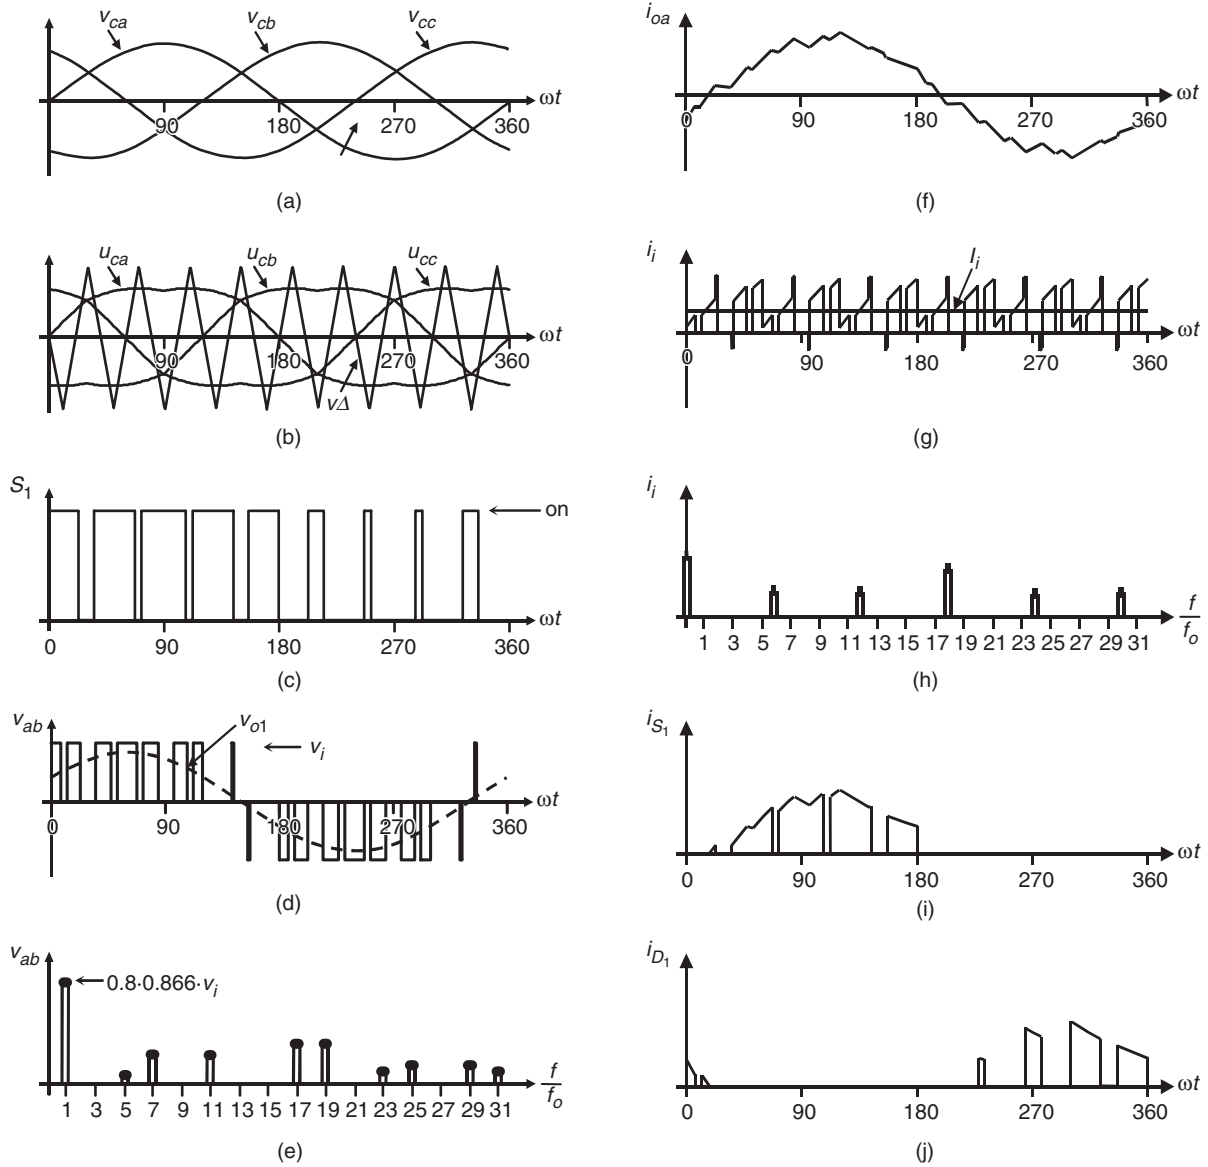 v_ca v_cb v_cc
ωt
90 180 270 360
(a)
u_ca u_cb u_cc
ωt
90 180 270 360
vΔ
(b)
S_1
on
ωt
0 90 180 270 360
(c)
v_ab v_o1
v_i
ωt
0 90 180 270 360
(d)
v_ab
0.8·0.866·v_i
f/f_o
1 3 5 7 9 11 13 15 17 19 21 23 25 27 29 31
(e)
i_oa
ωt
0 90 180 270 360
(f)
i_i
I_i
ωt
0 90 180 270 360
(g)
i_i
f/f_o
1 3 5 7 9 11 13 15 17 19 21 23 25 27 29 31
(h)
i_S1
ωt
0 90 180 270 360
(i)
i_D1
ωt
0 90 180 270 360
(j)